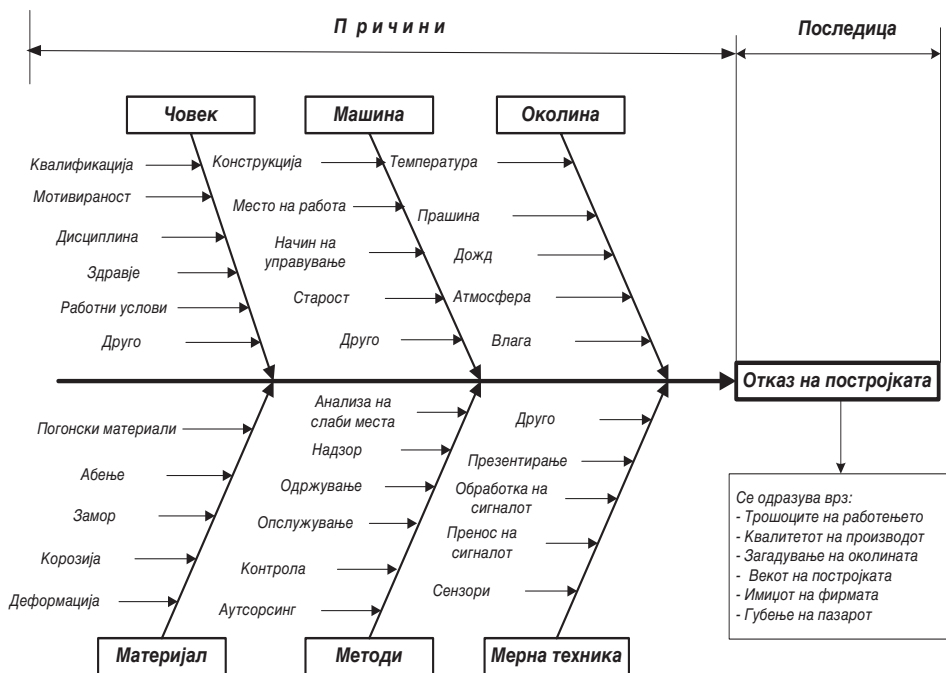 П р и ч и н и
Последица
Човек
Машина
Околина
Квалификација
Мотивираност
Дисциплина
Здравје
Работни услови
Друго
Конструкција
Место на работа
Начин на
управување
Старост
Друго
Температура
Прашина
Дожд
Атмосфера
Влага
Отказ на постројката
Погонски материали
Абење
Замор
Корозија
Деформација
Анализа на
слаби места
Надзор
Одржување
Опслужување
Контрола
Аутсорсинг
Друго
Презентирање
Обработка на
сигналот
Пренос на
сигналот
Сензори
Материјал
Методи
Мерна техника
Се одразува врз:
- Трошоците на работењето
- Квалитетот на производот
- Загадување на околината
- Векот на постројката
- Имиџот на фирмата
- Губење на пазарот